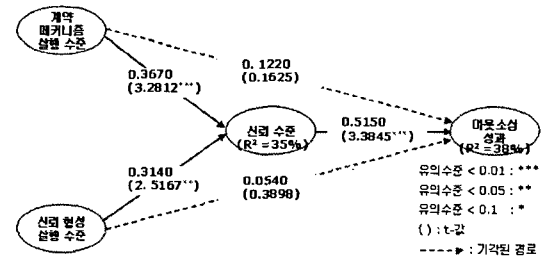 계약
메커니즘
실행 수준
0.1220
(0.1625)
0.3670
(3.2812***)
신뢰 수준
(R² =35%)
0.5150
(3.3845***)
아웃소싱
성과
(R² =38%)
0.3140
(2.5167**)
0.0540
(0.3898)
신뢰 형성
실행 수준
유의수준 < 0.01 : ***
유의수준 < 0.05 : **
유의수준 < 0.1 : *
( ) : t-값
: 기각된 경로